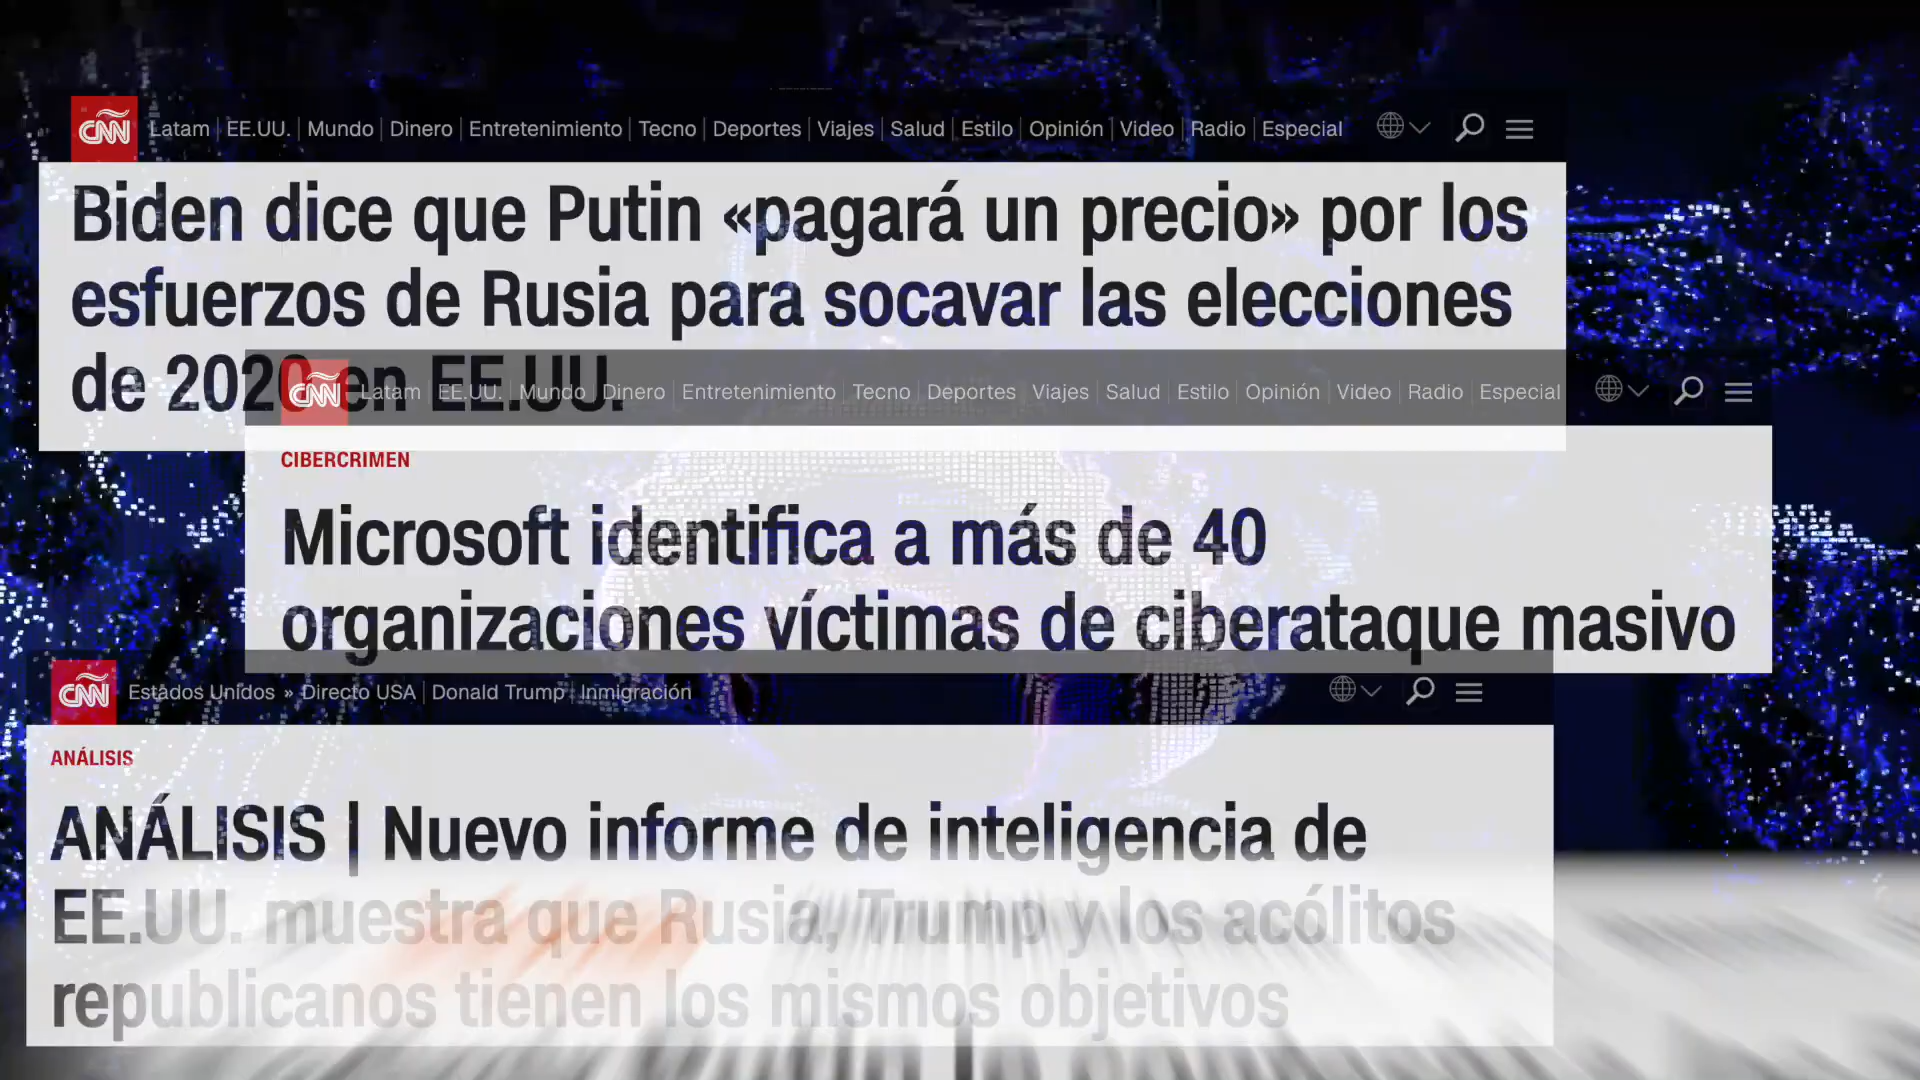 CNN Latam EE.UU. Mundo Dinero Entretenimiento Tecno Deportes Viajes Salud Estilo Opinión Video Radio Especial
Biden dice que Putin «pagará un precio» por los
esfuerzos de Rusia para socavar las elecciones
de 2020 en EE.UU.
CNN Latam EE.UU. Mundo Dinero Entretenimiento Tecno Deportes Viajes Salud Estilo Opinión Video Radio Especial
CIBERCRIMEN
Microsoft identifica a más de 40
organizaciones víctimas de ciberataque masivo
CNN Estados Unidos » Directo USA Donald Trump Inmigración
ANÁLISIS
ANÁLISIS | Nuevo informe de inteligencia de
EE.UU. muestra que Rusia, Trump y los acólitos
republicanos tienen los mismos objetivos